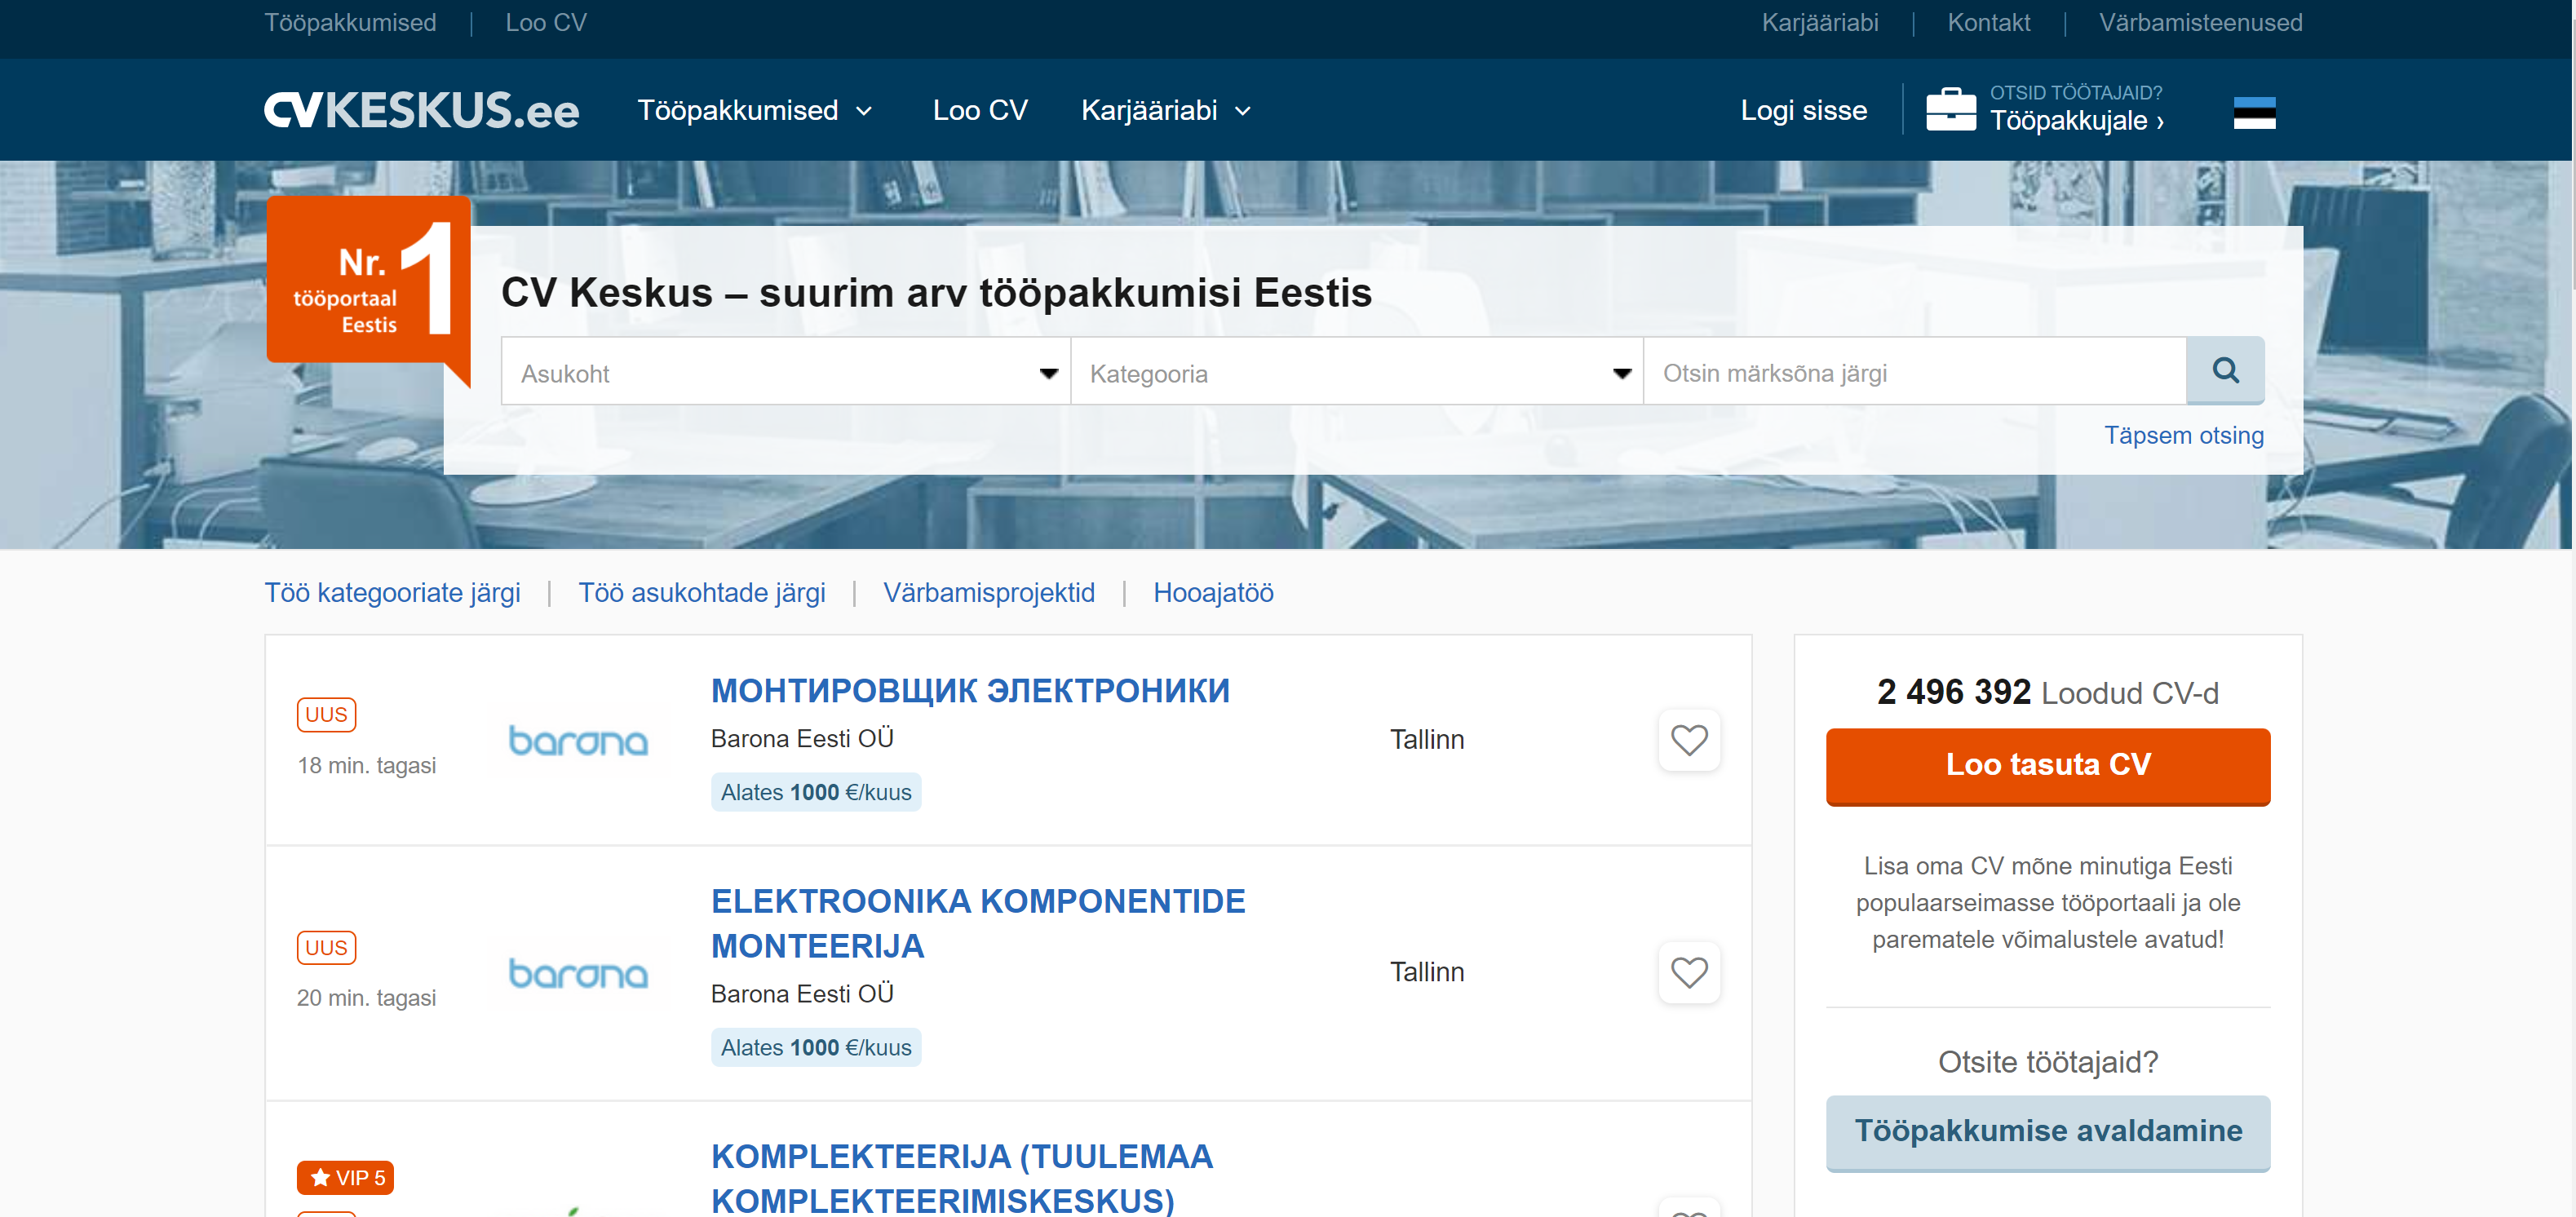 Tööpakkumised | Loo CV
Karjääriabi | Kontakt | Värbamisteenused
CVKESKUS.ee
Tööpakkumised
Loo CV
Karjääriabi
Logi sisse
OTSID TÖÖTAJAID?
Tööpakkujale ›
Nr. 1
tööportaal
Eestis
CV Keskus – suurim arv tööpakkumisi Eestis
Asukoht
Kategooria
Otsin märksõna järgi
Täpsem otsing
Töö kategooriate järgi | Töö asukohtade järgi | Värbamisprojektid | Hooajatöö
UUS
18 min. tagasi
barona
МОНТИРОВЩИК ЭЛЕКТРОНИКИ
Barona Eesti OÜ
Alates 1000 €/kuus
Tallinn
UUS
20 min. tagasi
barona
ELEKTROONIKA KOMPONENTIDE
MONTEERIJA
Barona Eesti OÜ
Alates 1000 €/kuus
Tallinn
VIP 5
KOMPLEKTEERIJA (TUULEMAA
KOMPLEKTEERIMISKESKUS)
2 496 392 Loodud CV-d
Loo tasuta CV
Lisa oma CV mõne minutiga Eesti
populaarseimasse tööportaali ja ole
parematele võimalustele avatud!
Otsite töötajaid?
Tööpakkumise avaldamine